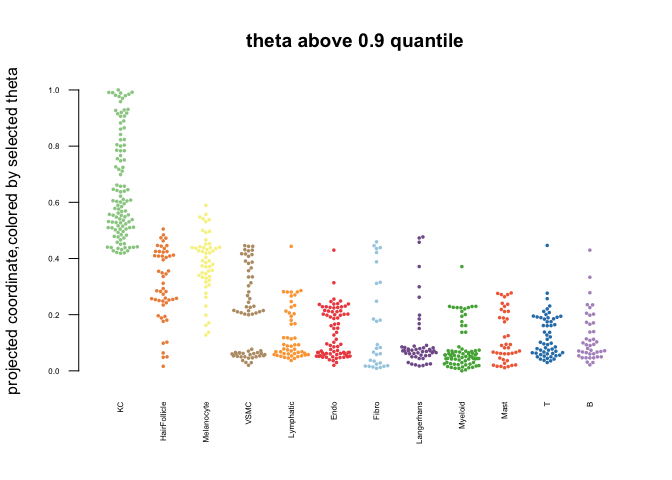 theta above 0.9 quantile
projected coordinate,colored by selected theta
1.0
0.8
0.6
0.4
0.2
0.0
KC
HairFollicle
Melanocyte
VSMC
Lymphatic
Endo
Fibro
Langerhans
Myeloid
Mast
T
B